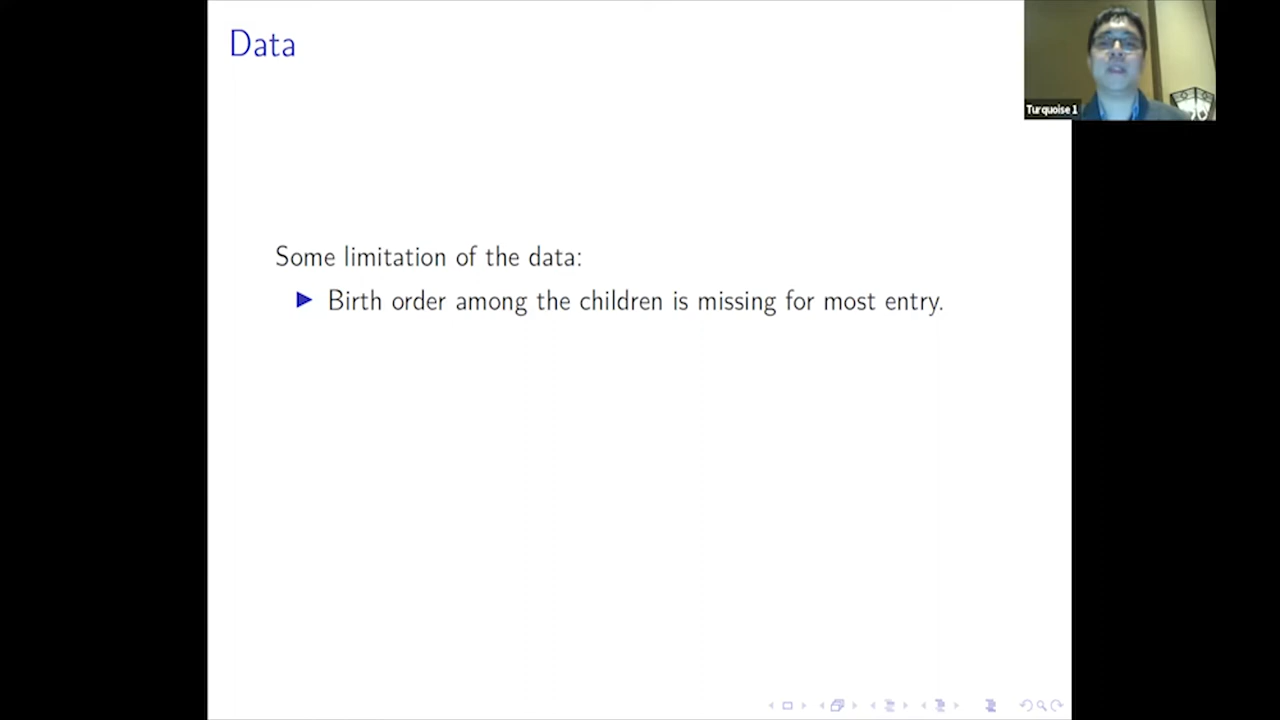 Data
Turquoise 1
Some limitation of the data:
Birth order among the children is missing for most entry.